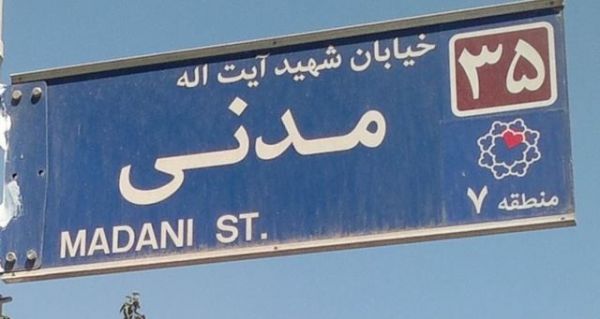 خیابان شهید آیت اله
۳۵
مدنی
منطقه ۷
MADANI ST.